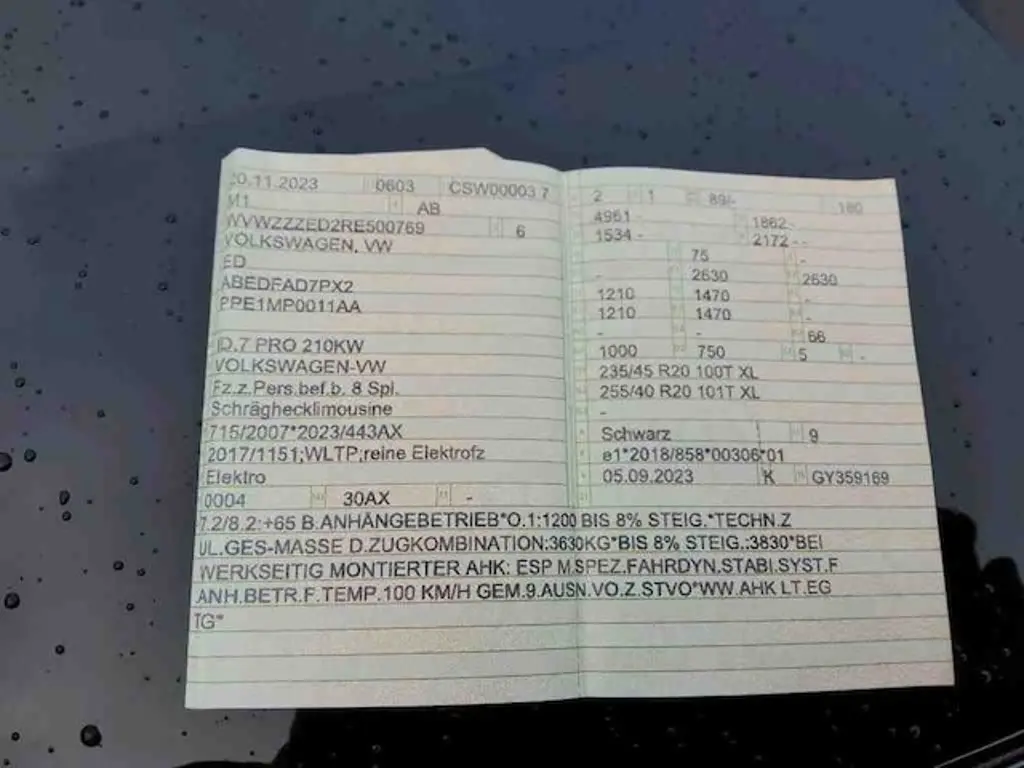 0.11.2023 0603 CSW00003 7
M1 AB
WVWZZZED2RE500769 6
VOLKSWAGEN, VW
ED
ABEDFAD7PX2
PPE1MP0011AA
ID.7 PRO 210KW
VOLKSWAGEN-VW
Fz.z.Pers.bef.b. 8 Spl.
Schräghecklimousine
715/2007*2023/443AX
2017/1151;WLTP;reine Elektrofz
Elektro
0004 30AX -
7.2/8.2:+65 B.ANHÄNGEBETRIEB*O.1:1200 BIS 8% STEIG.*TECHN.Z
UL.GES-MASSE D.ZUGKOMBINATION:3630KG*BIS 8% STEIG.:3830*BEI
WERKSEITIG MONTIERTER AHK: ESP M.SPEZ.FAHRDYN.STABI.SYST.F
ANH.BETR.F.TEMP.100 KM/H GEM.9.AUSN.VO.Z.STVO*WW.AHK LT.EG
TG*
2 1 89/- 180
4961 - 1862-
1534 - 2172 - -
75 -
- 2630 2630
1210 1470 -
1210 1470 -
- - 66
1000 750 5 -
235/45 R20 100T XL
255/40 R20 101T XL
-
Schwarz 9
e1*2018/858*00306*01
05.09.2023 K GY359169